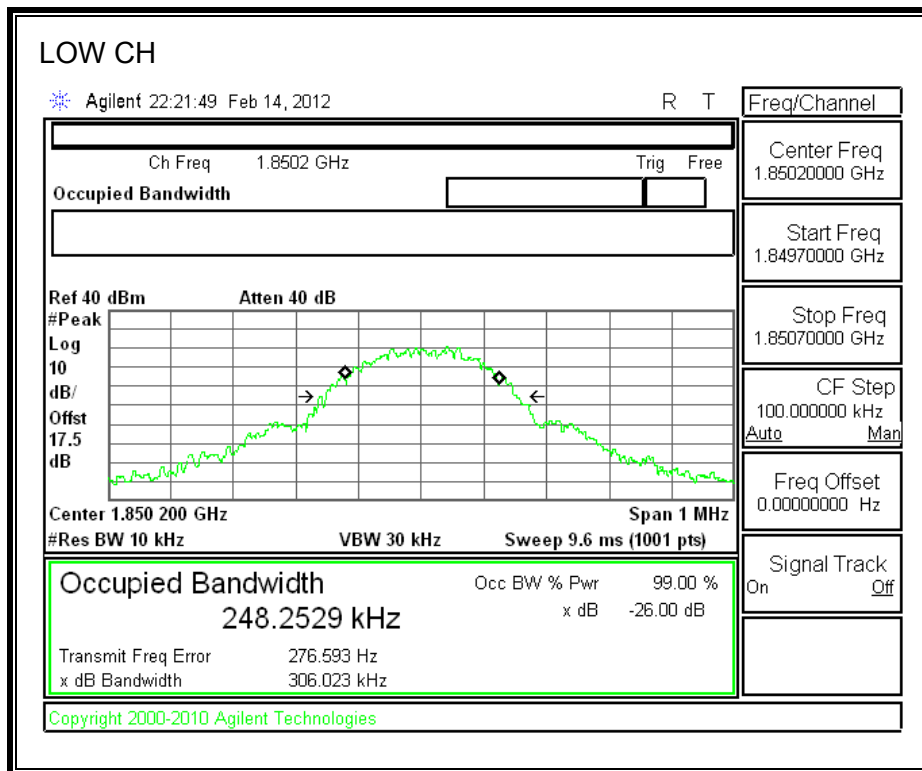 LOW CH
Agilent 22:21:49 Feb 14, 2012 R T
Freq/Channel
Ch Freq 1.8502 GHz Trig Free
Occupied Bandwidth
Center Freq
1.85020000 GHz
Start Freq
1.84970000 GHz
Stop Freq
1.85070000 GHz
CF Step
100.000000 kHz
Auto Man
Freq Offset
0.00000000 Hz
Signal Track
On Off
Ref 40 dBm Atten 40 dB
#Peak
Log
10
dB/
Offst
17.5
dB
Center 1.850 200 GHz Span 1 MHz
#Res BW 10 kHz VBW 30 kHz Sweep 9.6 ms (1001 pts)
Occupied Bandwidth Occ BW % Pwr 99.00 %
248.2529 kHz x dB -26.00 dB
Transmit Freq Error 276.593 Hz
x dB Bandwidth 306.023 kHz
Copyright 2000-2010 Agilent Technologies